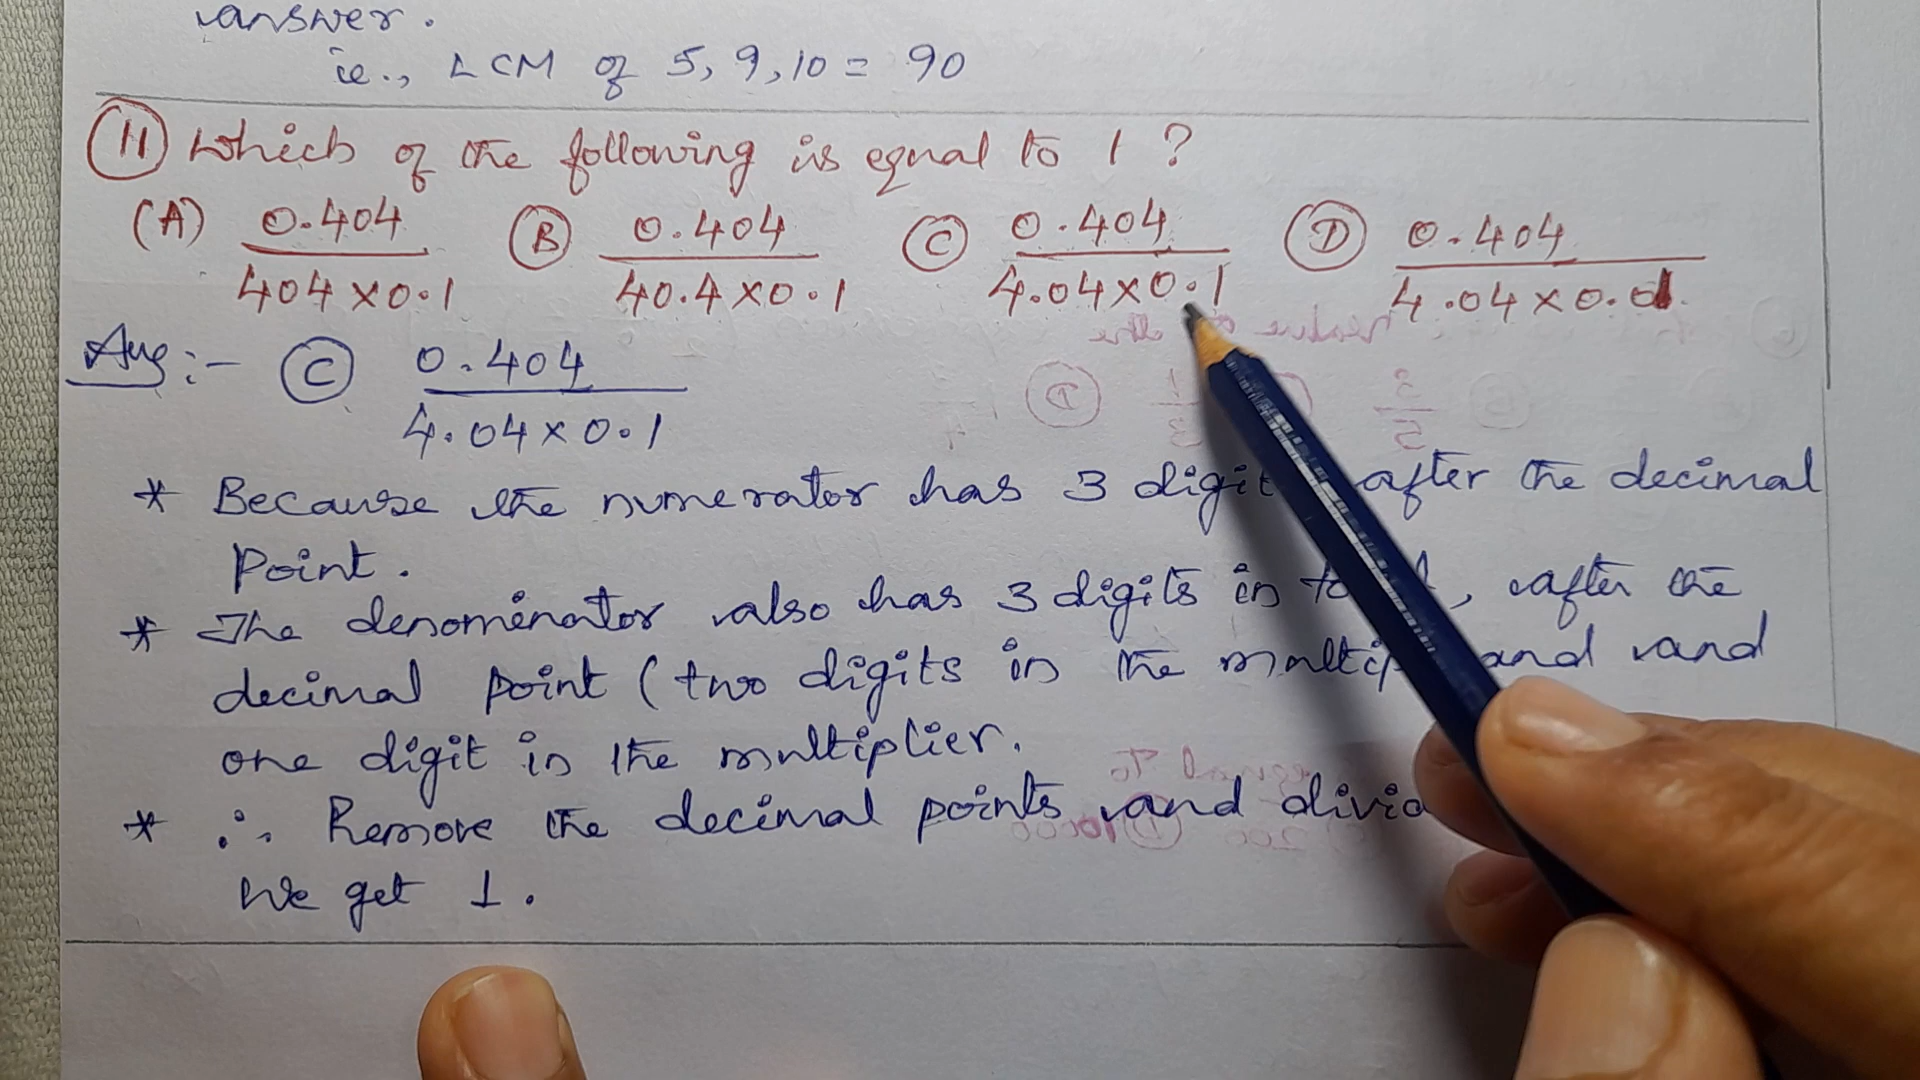 answer.
ie., LCM of 5, 9, 10 = 90
11 Which of the following is equal to 1 ?
(A) 0.404 / 404 × 0.1 (B) 0.404 / 40.4 × 0.1 (C) 0.404 / 4.04 × 0.1 (D) 0.404 / 4.04 × 0.01
Ans :- (C) 0.404 / 4.04 × 0.1
* Because the numerator has 3 after the decimal
Point.
* The denominator also has 3 digits in , after the
decimal point (two digits in the and
one digit in the multiplier.
* ∴ Remove the decimal points and
We get 1.